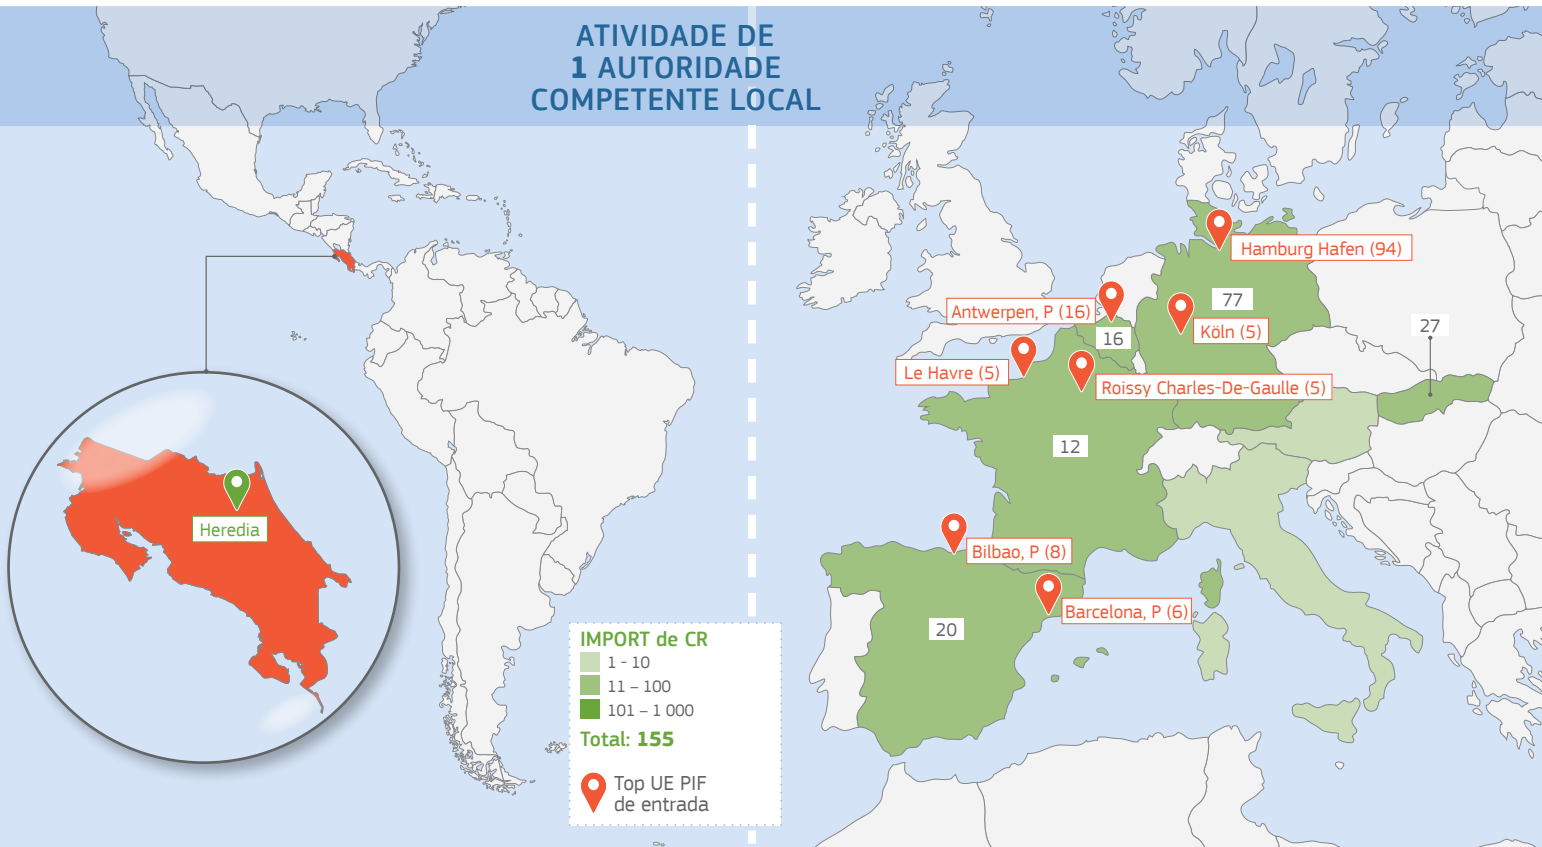 ATIVIDADE DE
1 AUTORIDADE
COMPETENTE LOCAL
Heredia
Hamburg Hafen (94)
77
Antwerpen, P (16)
Köln (5)
27
16
Le Havre (5)
Roissy Charles-De-Gaulle (5)
12
Bilbao, P (8)
Barcelona, P (6)
20
IMPORT de CR
1 - 10
11 – 100
101 – 1 000
Total: 155
Top UE PIF
de entrada